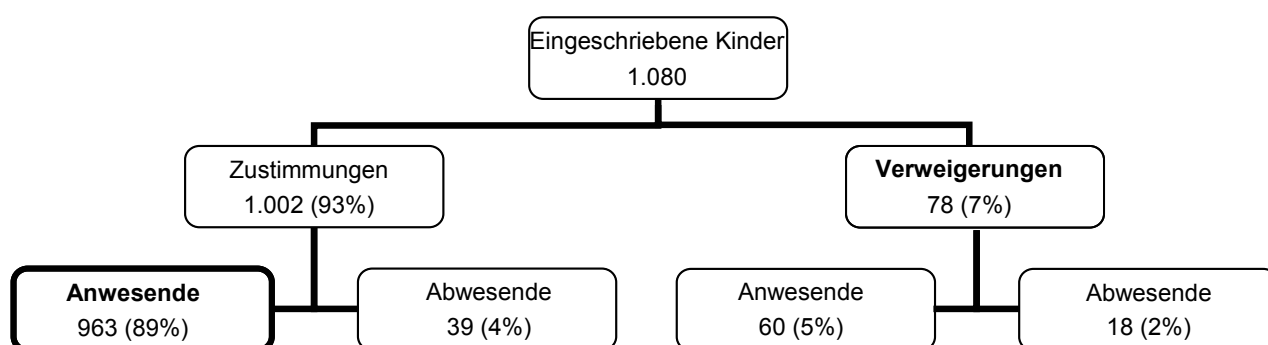 Eingeschriebene Kinder
1.080
Zustimmungen
1.002 (93%)
Verweigerungen
78 (7%)
Anwesende
963 (89%)
Abwesende
39 (4%)
Anwesende
60 (5%)
Abwesende
18 (2%)